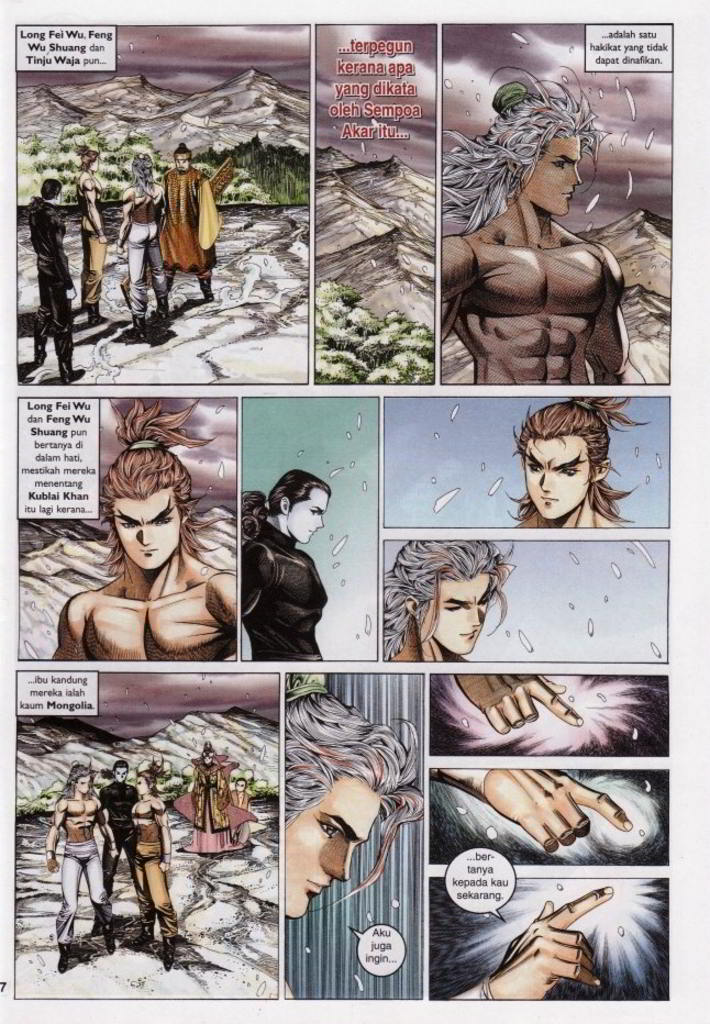 Long Fei Wu, Feng
Wu Shuang dan
Tinju Waja pun...
...terpegun
kerana apa
yang dikata
oleh Sempoa
Akar itu...
...adalah satu
hakikat yang tidak
dapat dinafikan.
Long Fei Wu
dan Feng Wu
Shuang pun
bertanya di
dalam hati,
mestikah mereka
menentang
Kublai Khan
itu lagi kerana...
...ibu kandung
mereka ialah
kaum Mongolia.
Aku
juga
ingin...
...ber-
tanya
kepada kau
sekarang.
7